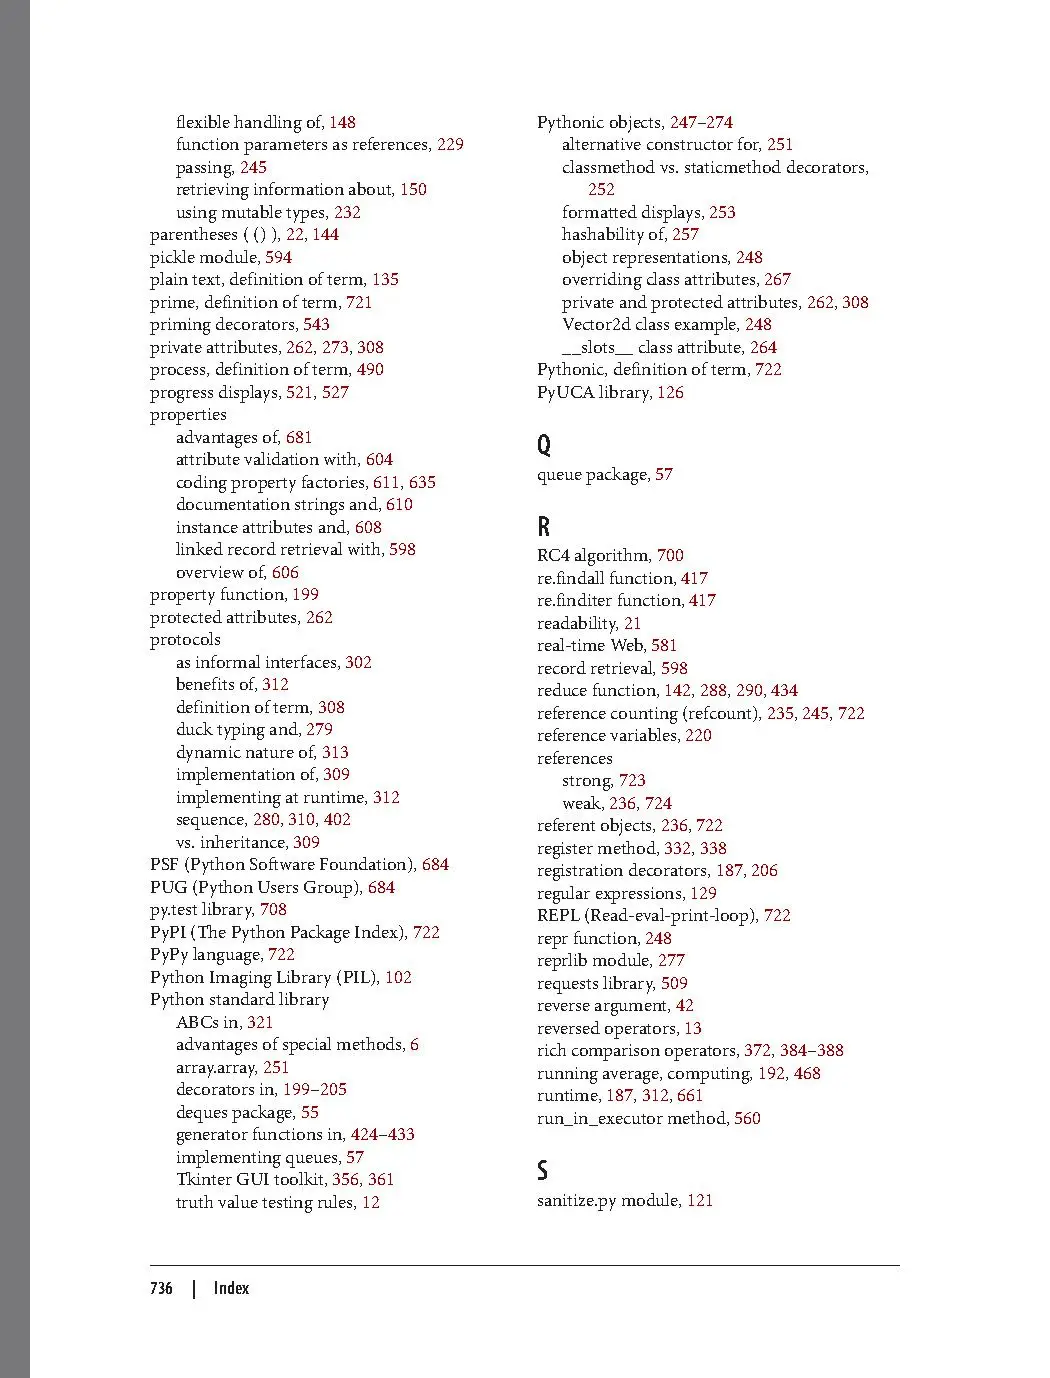 flexible handling of, 148
function parameters as references, 229
passing, 245
retrieving information about, 150
using mutable types, 232
parentheses ( () ), 22, 144
pickle module, 594
plain text, definition of term, 135
prime, definition of term, 721
priming decorators, 543
private attributes, 262, 273, 308
process, definition of term, 490
progress displays, 521, 527
properties
advantages of, 681
attribute validation with, 604
coding property factories, 611, 635
documentation strings and, 610
instance attributes and, 608
linked record retrieval with, 598
overview of, 606
property function, 199
protected attributes, 262
protocols
as informal interfaces, 302
benefits of, 312
definition of term, 308
duck typing and, 279
dynamic nature of, 313
implementation of, 309
implementing at runtime, 312
sequence, 280, 310, 402
vs. inheritance, 309
PSF (Python Software Foundation), 684
PUG (Python Users Group), 684
py.test library, 708
PyPI (The Python Package Index), 722
PyPy language, 722
Python Imaging Library (PIL), 102
Python standard library
ABCs in, 321
advantages of special methods, 6
array.array, 251
decorators in, 199–205
deques package, 55
generator functions in, 424–433
implementing queues, 57
Tkinter GUI toolkit, 356, 361
truth value testing rules, 12
Pythonic objects, 247–274
alternative constructor for, 251
classmethod vs. staticmethod decorators,
252
formatted displays, 253
hashability of, 257
object representations, 248
overriding class attributes, 267
private and protected attributes, 262, 308
Vector2d class example, 248
__slots__ class attribute, 264
Pythonic, definition of term, 722
PyUCA library, 126
Q
queue package, 57
R
RC4 algorithm, 700
re.findall function, 417
re.finditer function, 417
readability, 21
real-time Web, 581
record retrieval, 598
reduce function, 142, 288, 290, 434
reference counting (refcount), 235, 245, 722
reference variables, 220
references
strong, 723
weak, 236, 724
referent objects, 236, 722
register method, 332, 338
registration decorators, 187, 206
regular expressions, 129
REPL (Read-eval-print-loop), 722
repr function, 248
reprlib module, 277
requests library, 509
reverse argument, 42
reversed operators, 13
rich comparison operators, 372, 384–388
running average, computing, 192, 468
runtime, 187, 312, 661
run_in_executor method, 560
S
sanitize.py module, 121
736 | Index